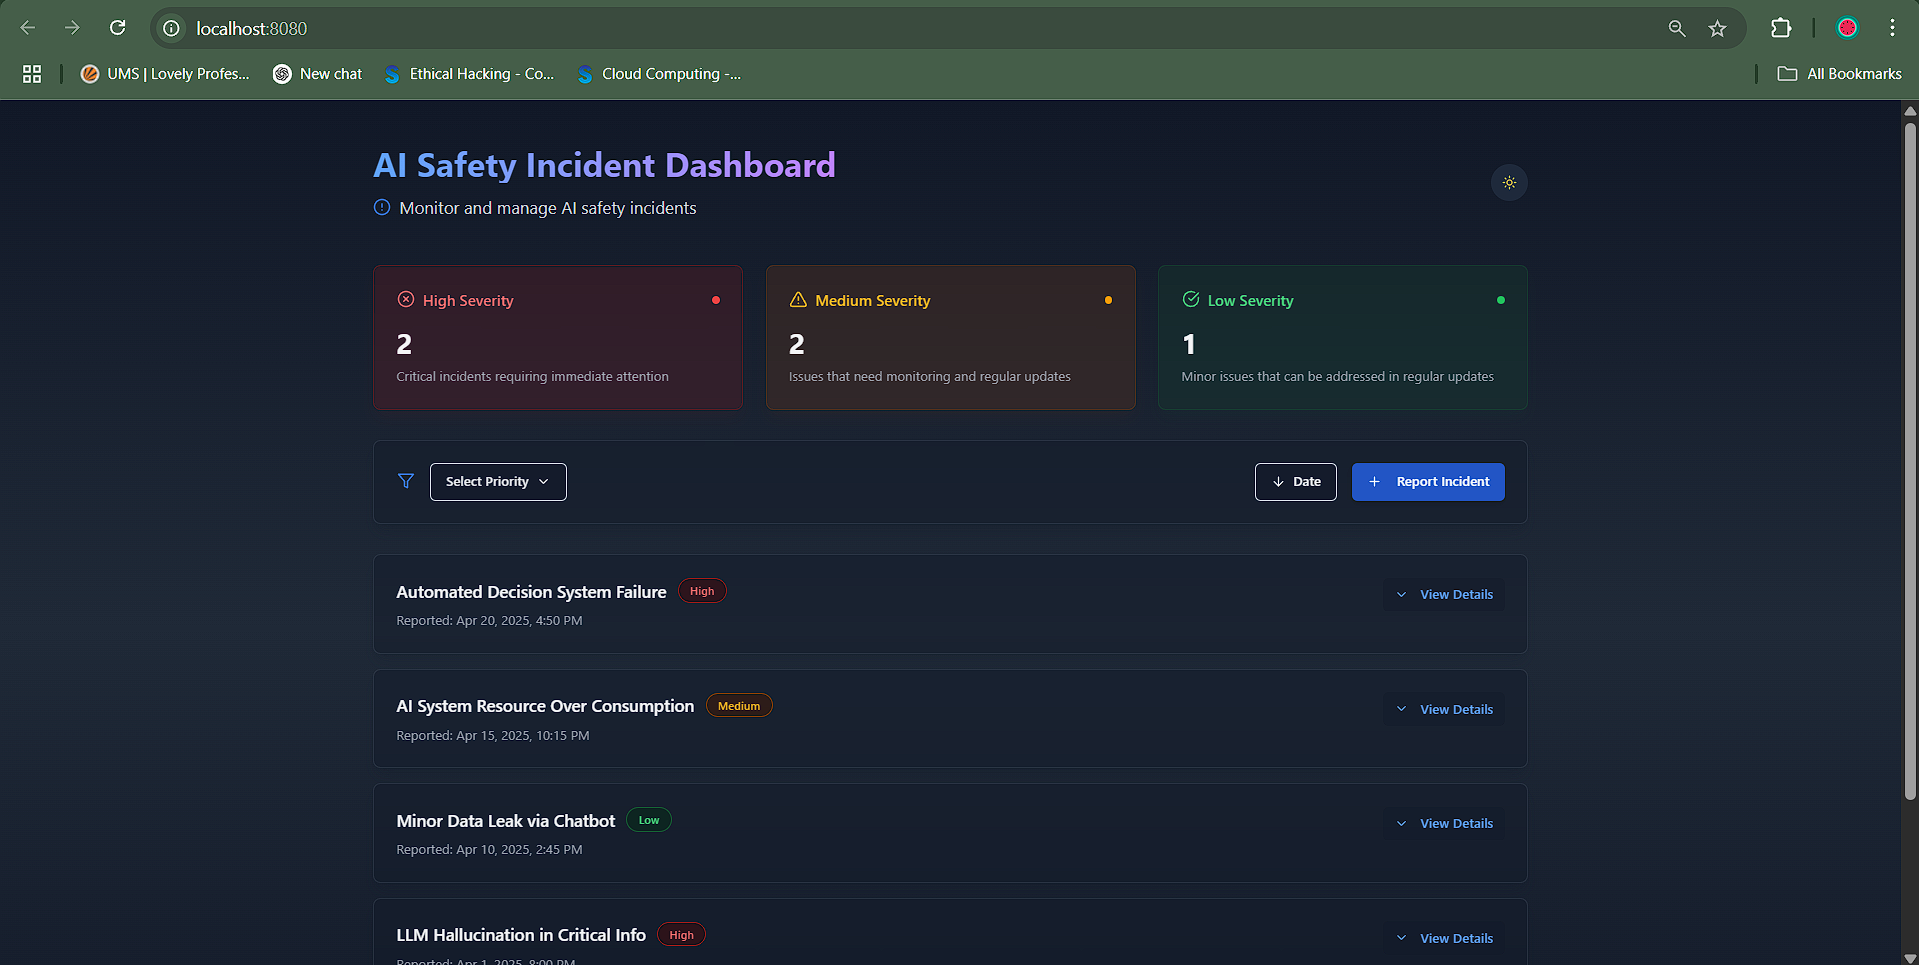 localhost:8080
UMS | Lovely Profes...
New chat
Ethical Hacking - Co...
Cloud Computing -...
All Bookmarks
AI Safety Incident Dashboard
Monitor and manage AI safety incidents
High Severity
2
Critical incidents requiring immediate attention
Medium Severity
2
Issues that need monitoring and regular updates
Low Severity
1
Minor issues that can be addressed in regular updates
Select Priority
Date
Report Incident
Automated Decision System Failure
High
Reported: Apr 20, 2025, 4:50 PM
View Details
AI System Resource Over Consumption
Medium
Reported: Apr 15, 2025, 10:15 PM
View Details
Minor Data Leak via Chatbot
Low
Reported: Apr 10, 2025, 2:45 PM
View Details
LLM Hallucination in Critical Info
High
Reported: Apr 1, 2025, 8:00 PM
View Details